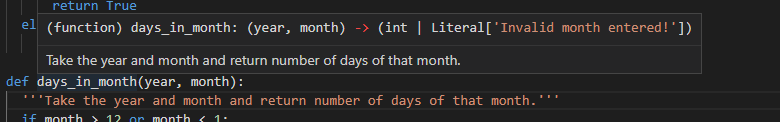 return True
el
(function) days_in_month: (year, month) -> (int | Literal['Invalid month entered!'])
Take the year and month and return number of days of that month.
def days_in_month(year, month):
'''Take the year and month and return number of days of that month.'''
if month > 12 or month < 1: